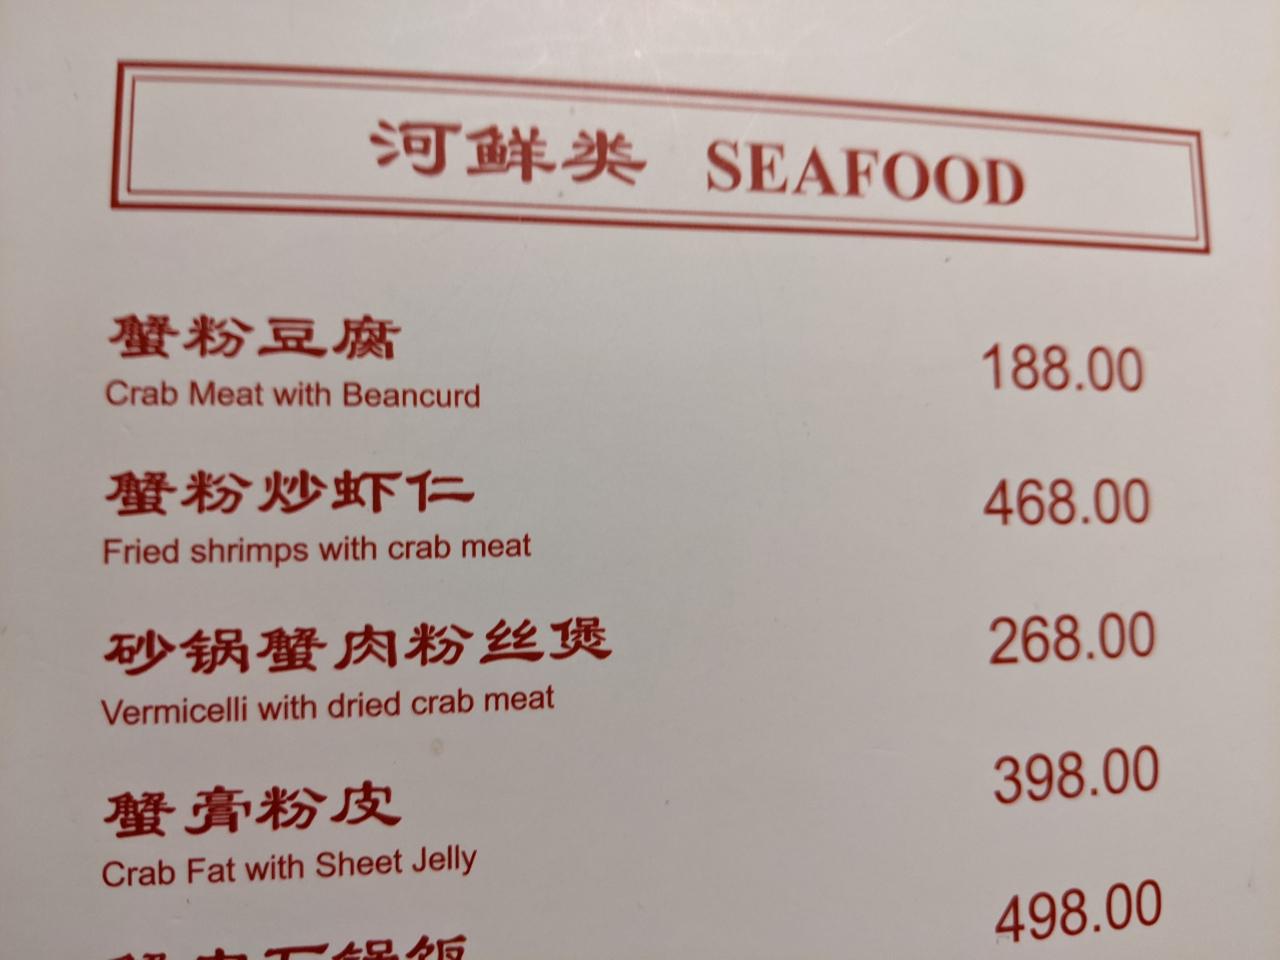 河鲜类 SEAFOOD
蟹粉豆腐 188.00
Crab Meat with Beancurd
蟹粉炒虾仁 468.00
Fried shrimps with crab meat
砂锅蟹肉粉丝煲 268.00
Vermicelli with dried crab meat
蟹膏粉皮 398.00
Crab Fat with Sheet Jelly
498.00